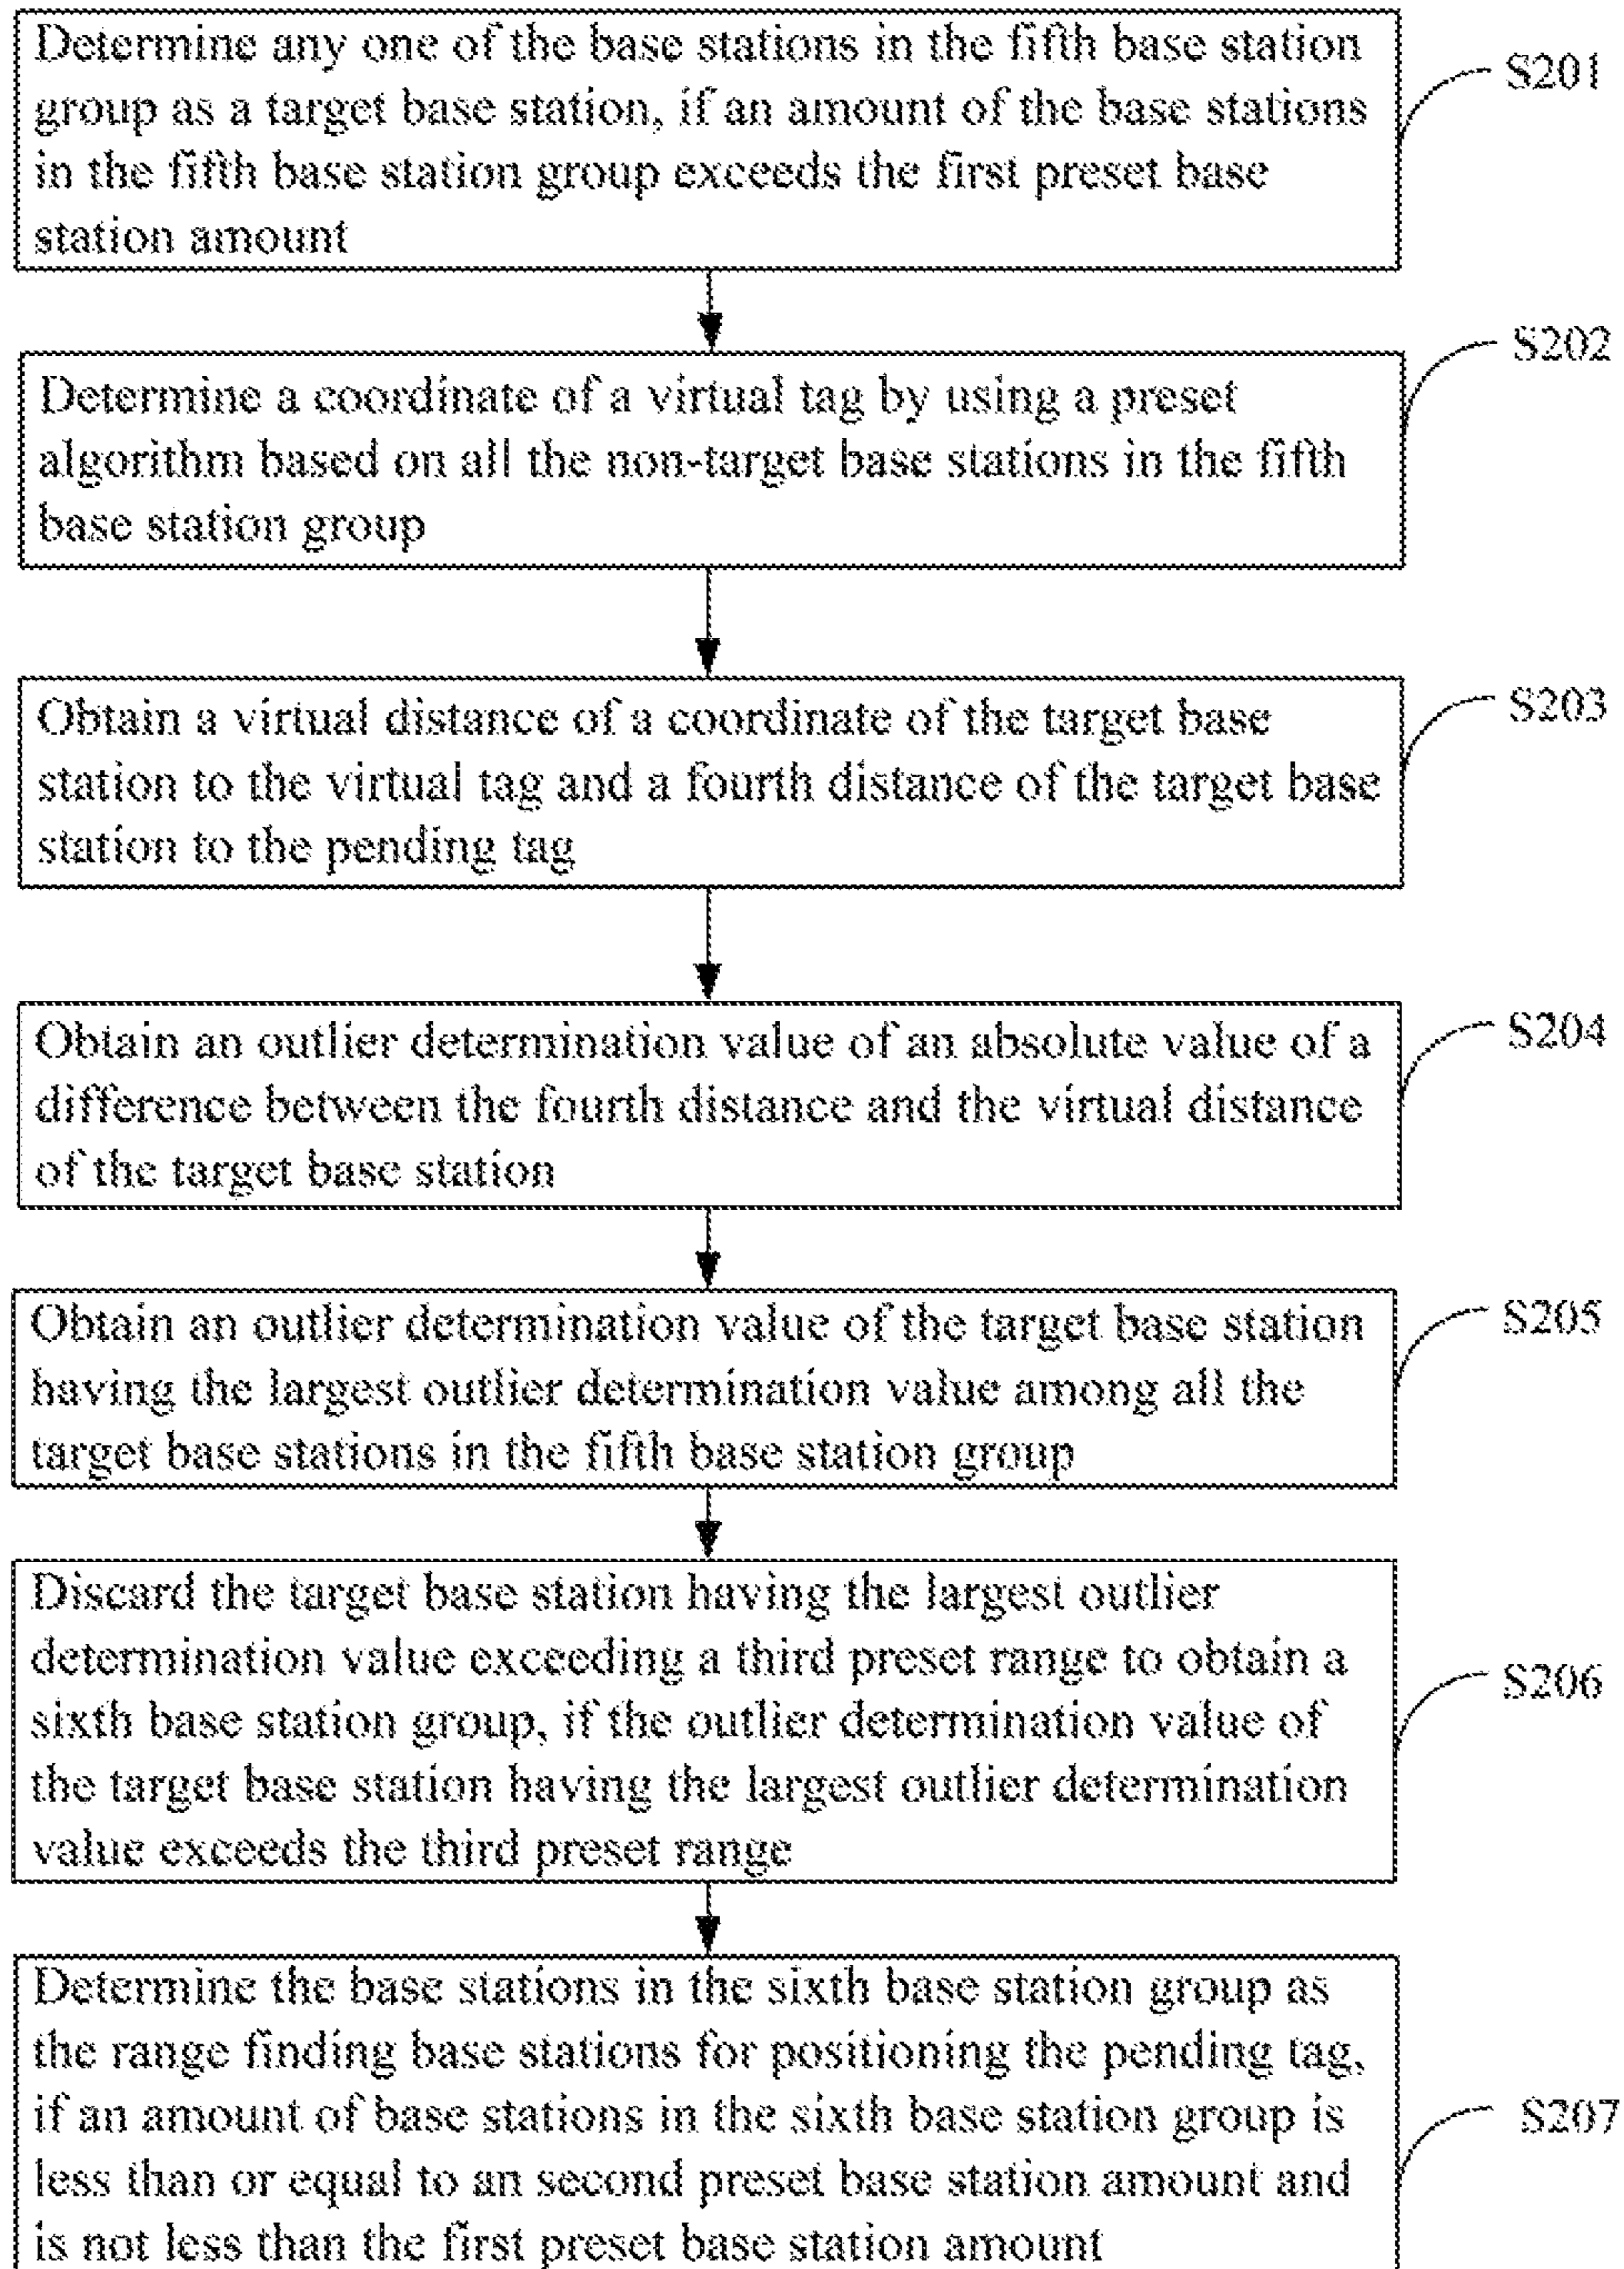 Determine any one of the base stations in the fifth base station
group as a target base station, if an amount of the base stations
in the fifth base station group exceeds the first preset base
station amount
S201
Determine a coordinate of a virtual tag by using a preset
algorithm based on all the non-target base stations in the fifth
base station group
S202
Obtain a virtual distance of a coordinate of the target base
station to the virtual tag and a fourth distance of the target base
station to the pending tag
S203
Obtain an outlier determination value of an absolute value of a
difference between the fourth distance and the virtual distance
of the target base station
S204
Obtain an outlier determination value of the target base station
having the largest outlier determination value among all the
target base stations in the fifth base station group
S205
Discard the target base station having the largest outlier
determination value exceeding a third preset range to obtain a
sixth base station group, if the outlier determination value of
the target base station having the largest outlier determination
value exceeds the third preset range
S206
Determine the base stations in the sixth base station group as
the range finding base stations for positioning the pending tag,
if an amount of base stations in the sixth base station group is
less than or equal to an second preset base station amount and
is not less than the first preset base station amount
S207